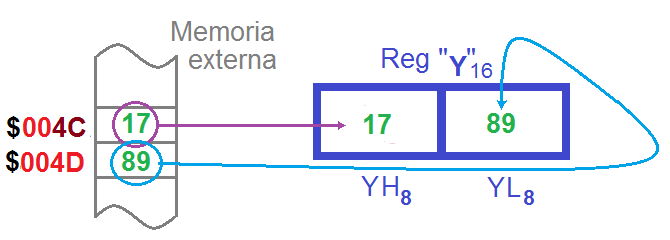 Memoria
externa
Reg "Y"16
$004C 17 17 89
$004D 89
YH8 YL8